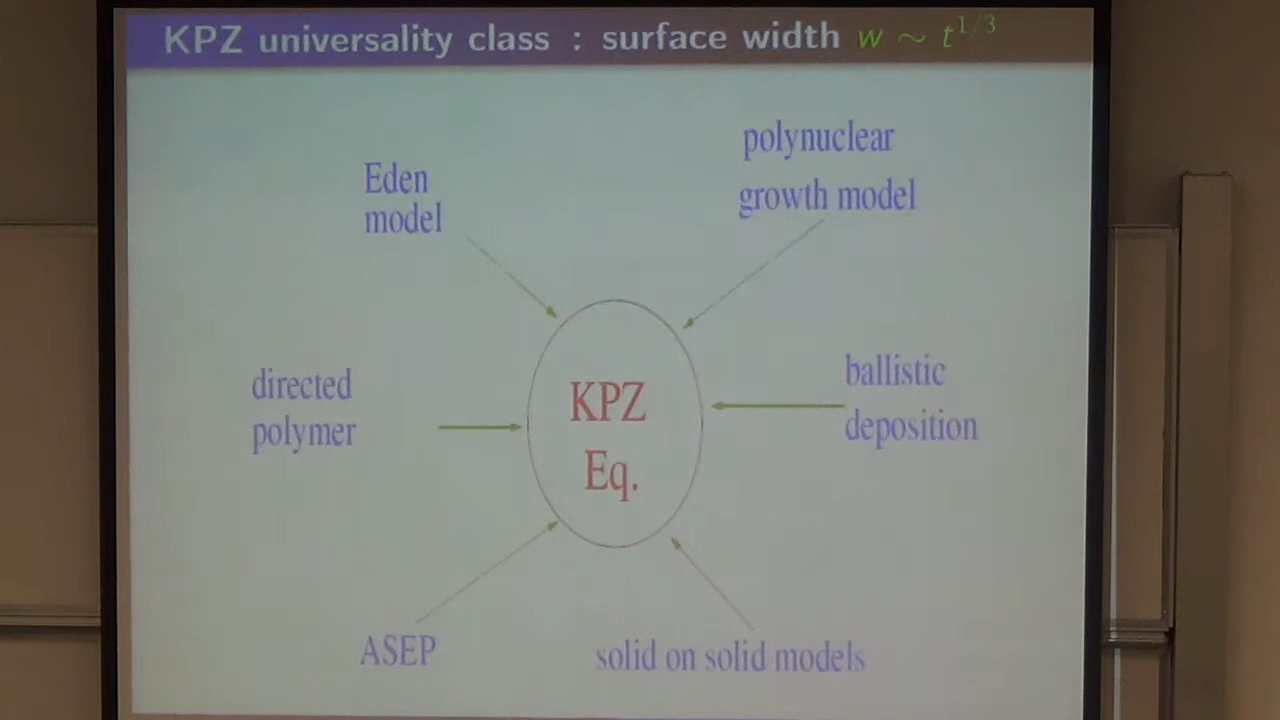 KPZ universality class : surface width w ∼ t^{1/3}
polynuclear
growth model
Eden
model
directed
polymer
KPZ
Eq.
ballistic
deposition
ASEP
solid on solid models